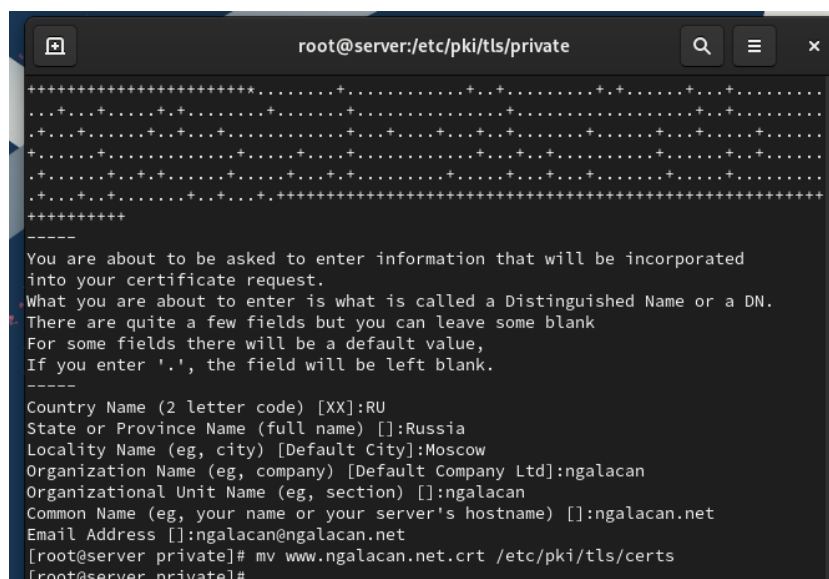 root@server:/etc/pki/tls/private
++++++++++++++++++++++++*........+............+..+.........+.+......+...+.........
...+...+.....+.+........+.......+...............+..................+..+.........
.+...+......+..+...+............+...+....+...+..+.......+......+...+.....+......
+......+.............+.....+....+............+...+..+..........+......+..+......
.+......+..+.+......+.....+...+.+.........+.....+...+...+.......+.....+.........
.+...+..+.......+..+...+.+++++++++++++++++++++++++++++++++++++++++++++++++++++++
++++++++++
-----
You are about to be asked to enter information that will be incorporated
into your certificate request.
What you are about to enter is what is called a Distinguished Name or a DN.
There are quite a few fields but you can leave some blank
For some fields there will be a default value,
If you enter '.', the field will be left blank.
-----
Country Name (2 letter code) [XX]:RU
State or Province Name (full name) []:Russia
Locality Name (eg, city) [Default City]:Moscow
Organization Name (eg, company) [Default Company Ltd]:ngalacan
Organizational Unit Name (eg, section) []:ngalacan
Common Name (eg, your name or your server's hostname) []:ngalacan.net
Email Address []:ngalacan@ngalacan.net
[root@server private]# mv www.ngalacan.net.crt /etc/pki/tls/certs
[root@server private]#